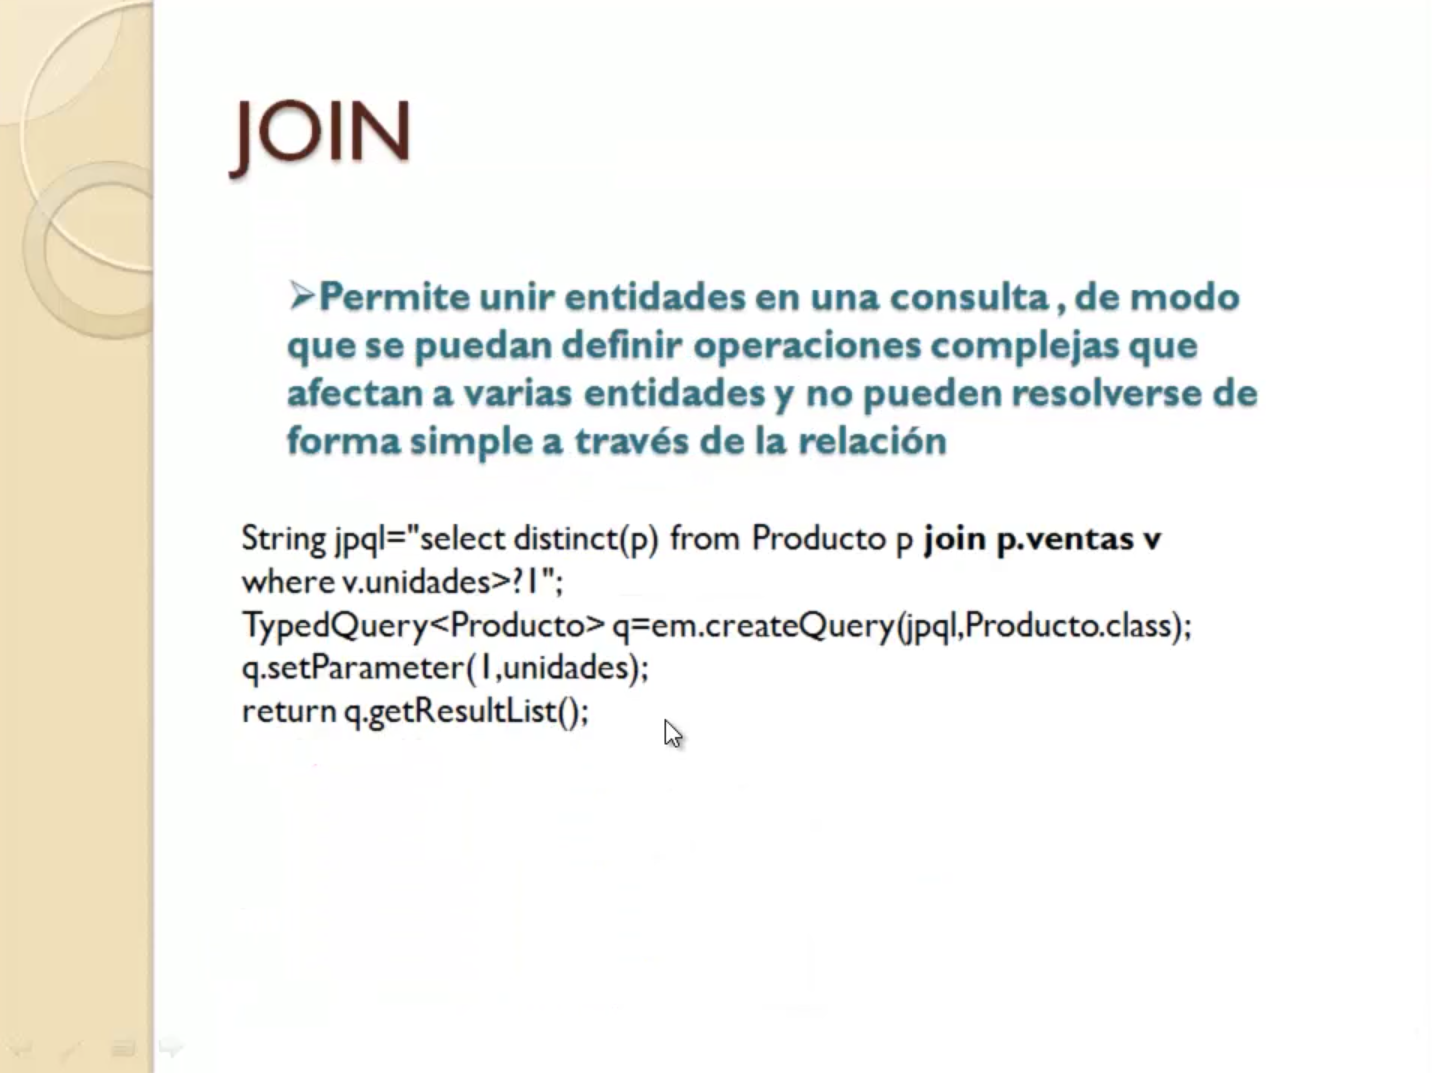 JOIN
➢Permite unir entidades en una consulta , de modo
que se puedan definir operaciones complejas que
afectan a varias entidades y no pueden resolverse de
forma simple a través de la relación
String jpql="select distinct(p) from Producto p join p.ventas v
where v.unidades>?1";
TypedQuery<Producto> q=em.createQuery(jpql,Producto.class);
q.setParameter(1,unidades);
return q.getResultList();